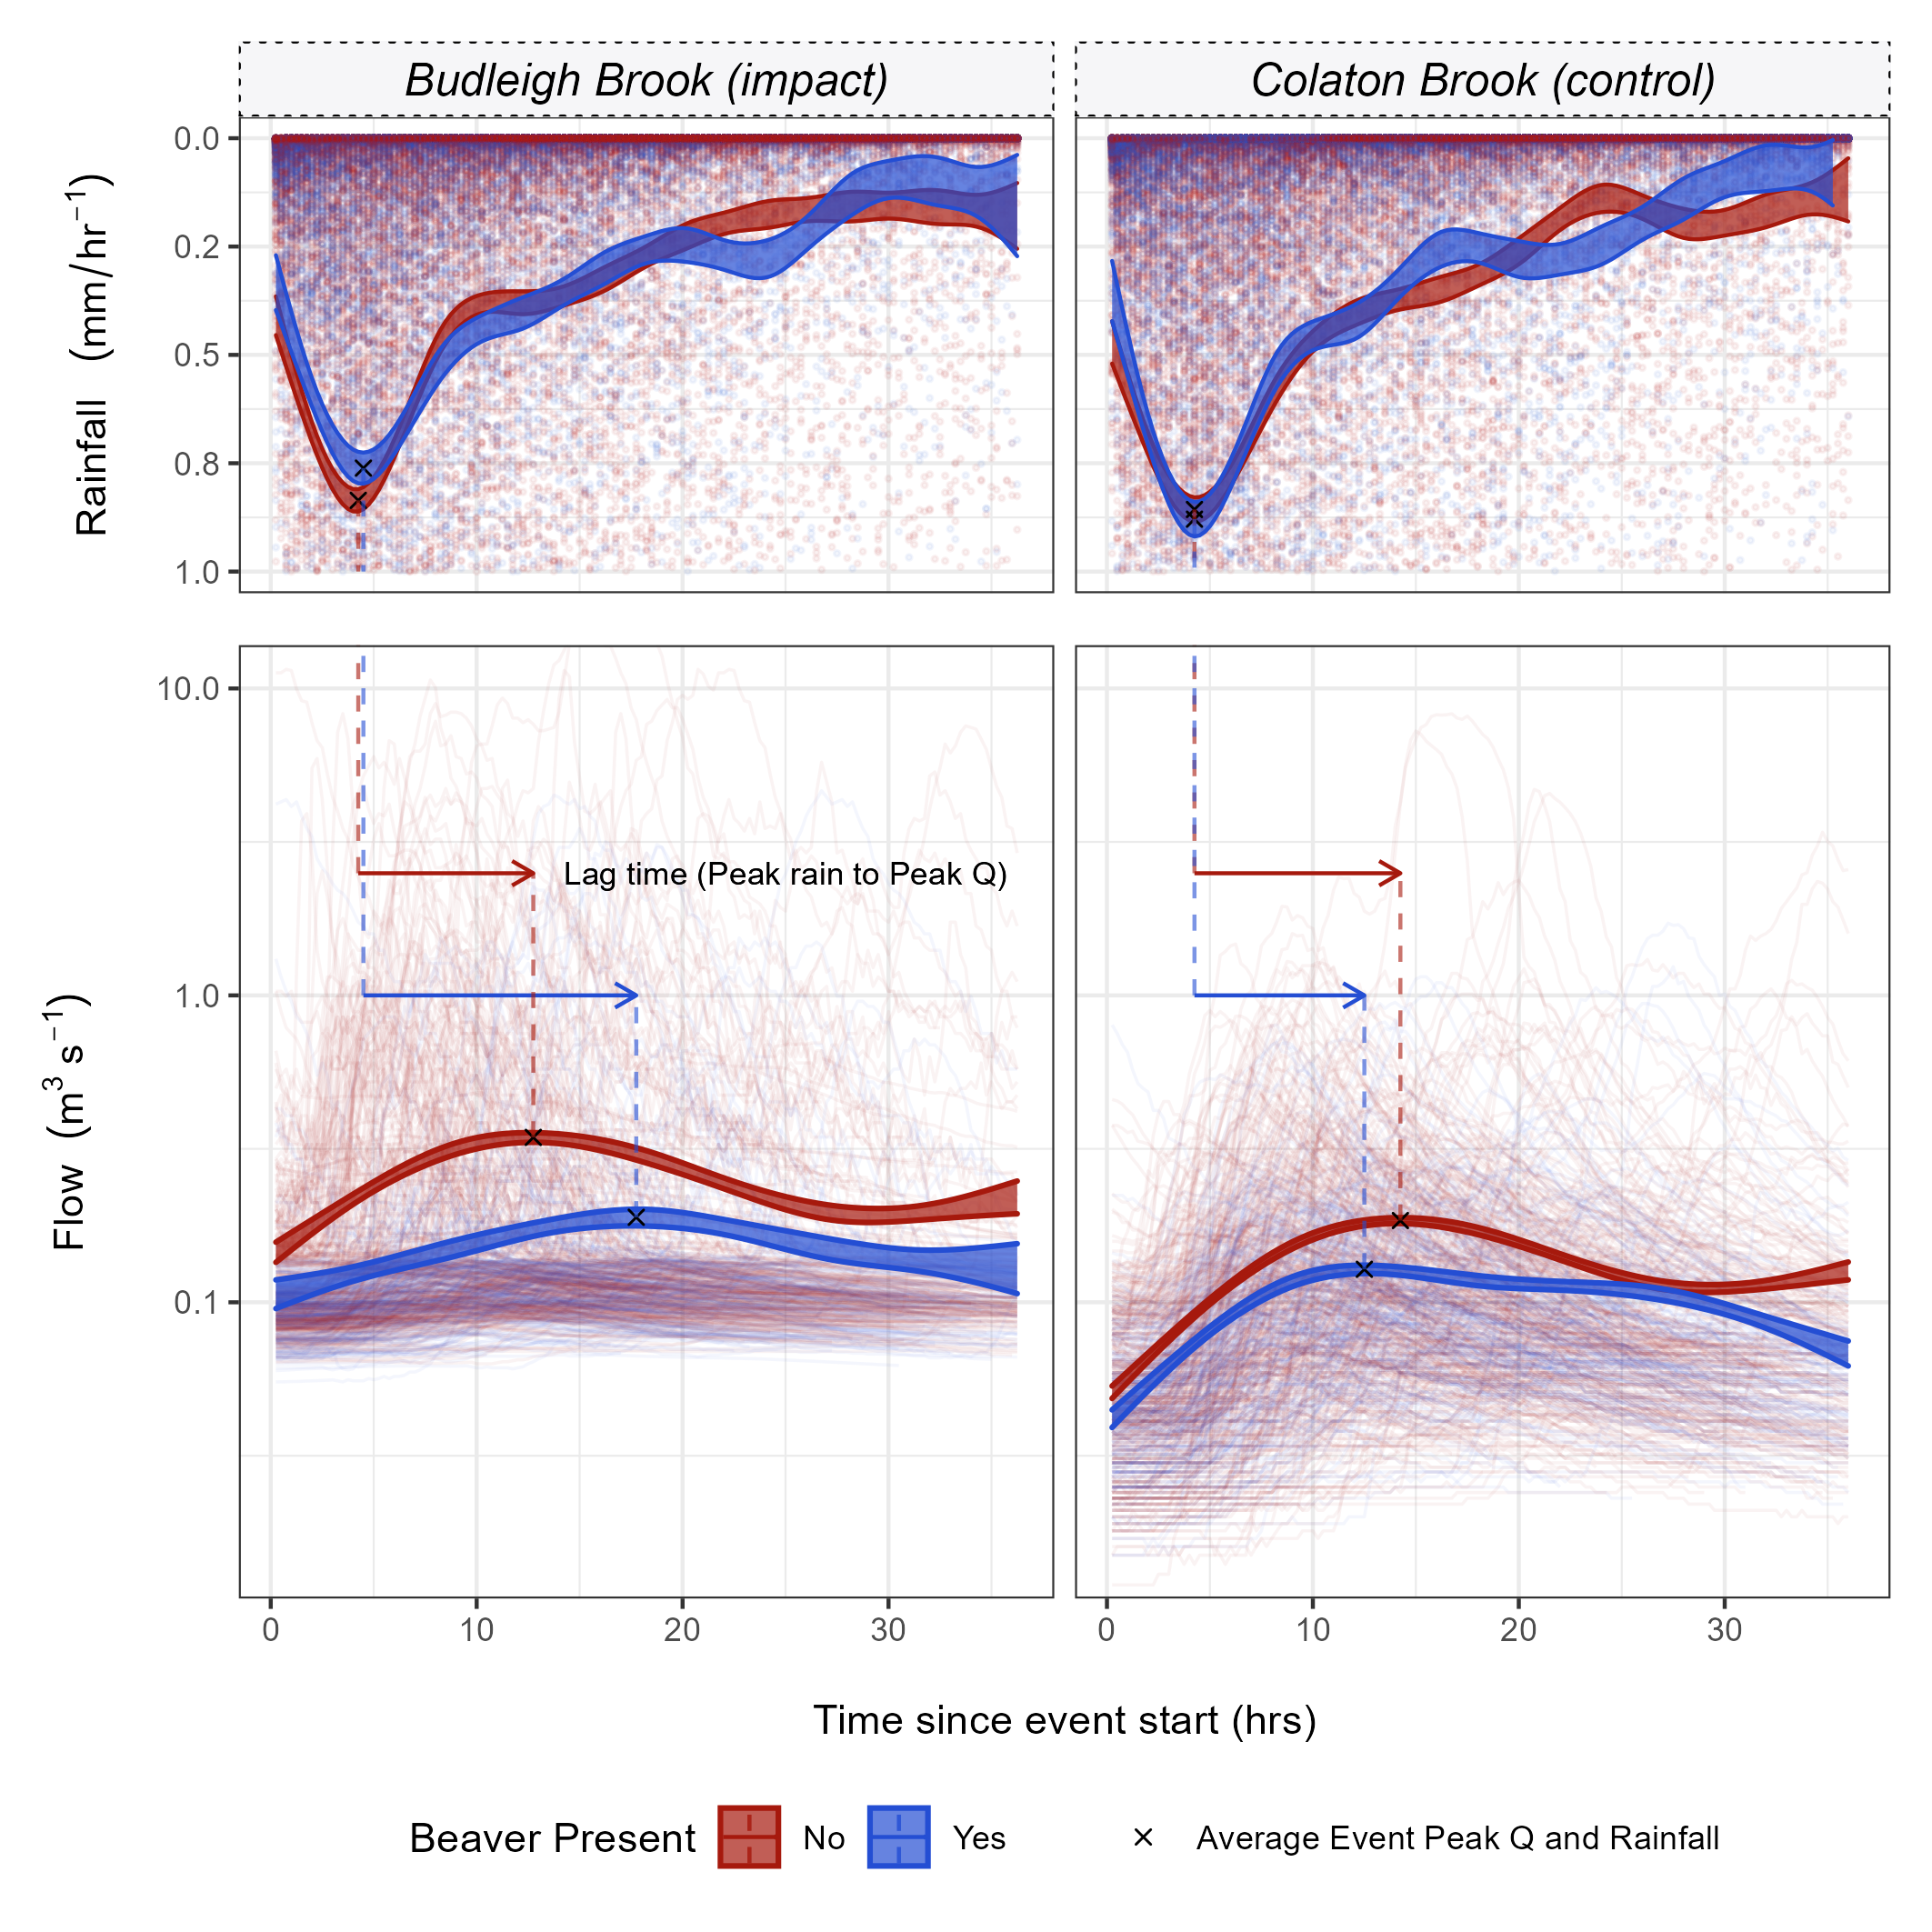 Budleigh Brook (impact)
Colaton Brook (control)
Rainfall (mm/hr⁻¹)
0.0
0.2
0.5
0.8
1.0
Flow (m³ s⁻¹)
10.0
1.0
0.1
Lag time (Peak rain to Peak Q)
0 10 20 30
0 10 20 30
Time since event start (hrs)
Beaver Present No Yes × Average Event Peak Q and Rainfall